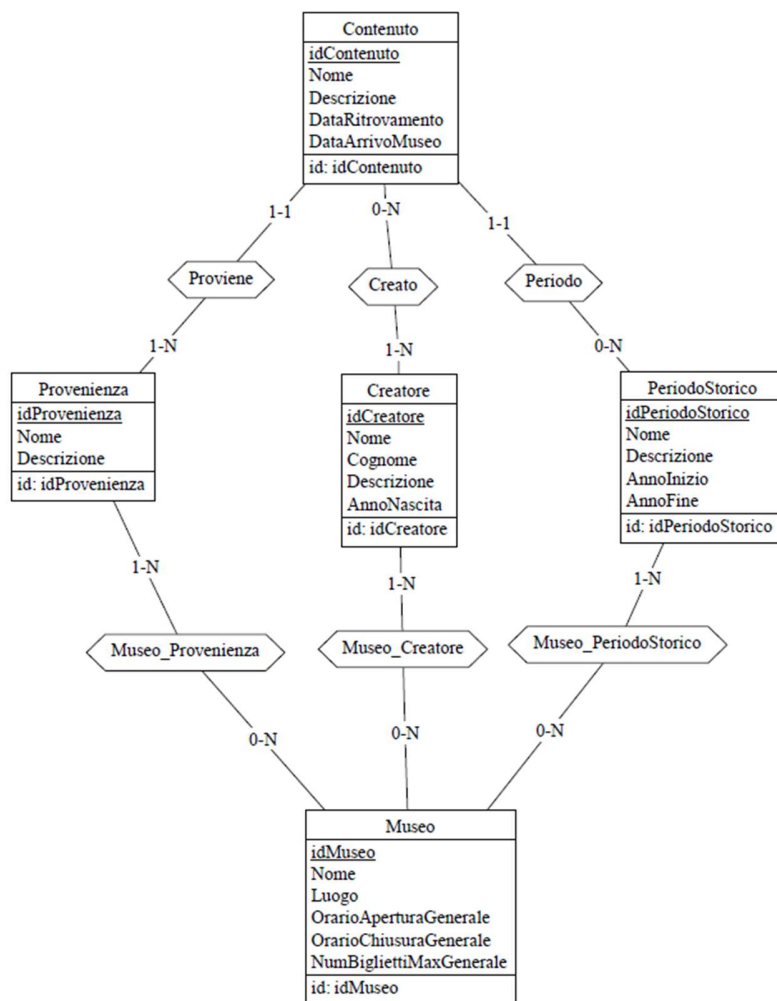 Contenuto
idContenuto
Nome
Descrizione
DataRitrovamento
DataArrivoMuseo
id: idContenuto
1-1
0-N
1-1
Proviene
Creato
Periodo
1-N
1-N
0-N
Provenienza
idProvenienza
Nome
Descrizione
id: idProvenienza
Creatore
idCreatore
Nome
Cognome
Descrizione
AnnoNascita
id: idCreatore
PeriodoStorico
idPeriodoStorico
Nome
Descrizione
AnnoInizio
AnnoFine
id: idPeriodoStorico
1-N
1-N
1-N
Museo_Provenienza
Museo_Creatore
Museo_PeriodoStorico
0-N
0-N
0-N
Museo
idMuseo
Nome
Luogo
OrarioAperturaGenerale
OrarioChiusuraGenerale
NumBigliettiMaxGenerale
id: idMuseo